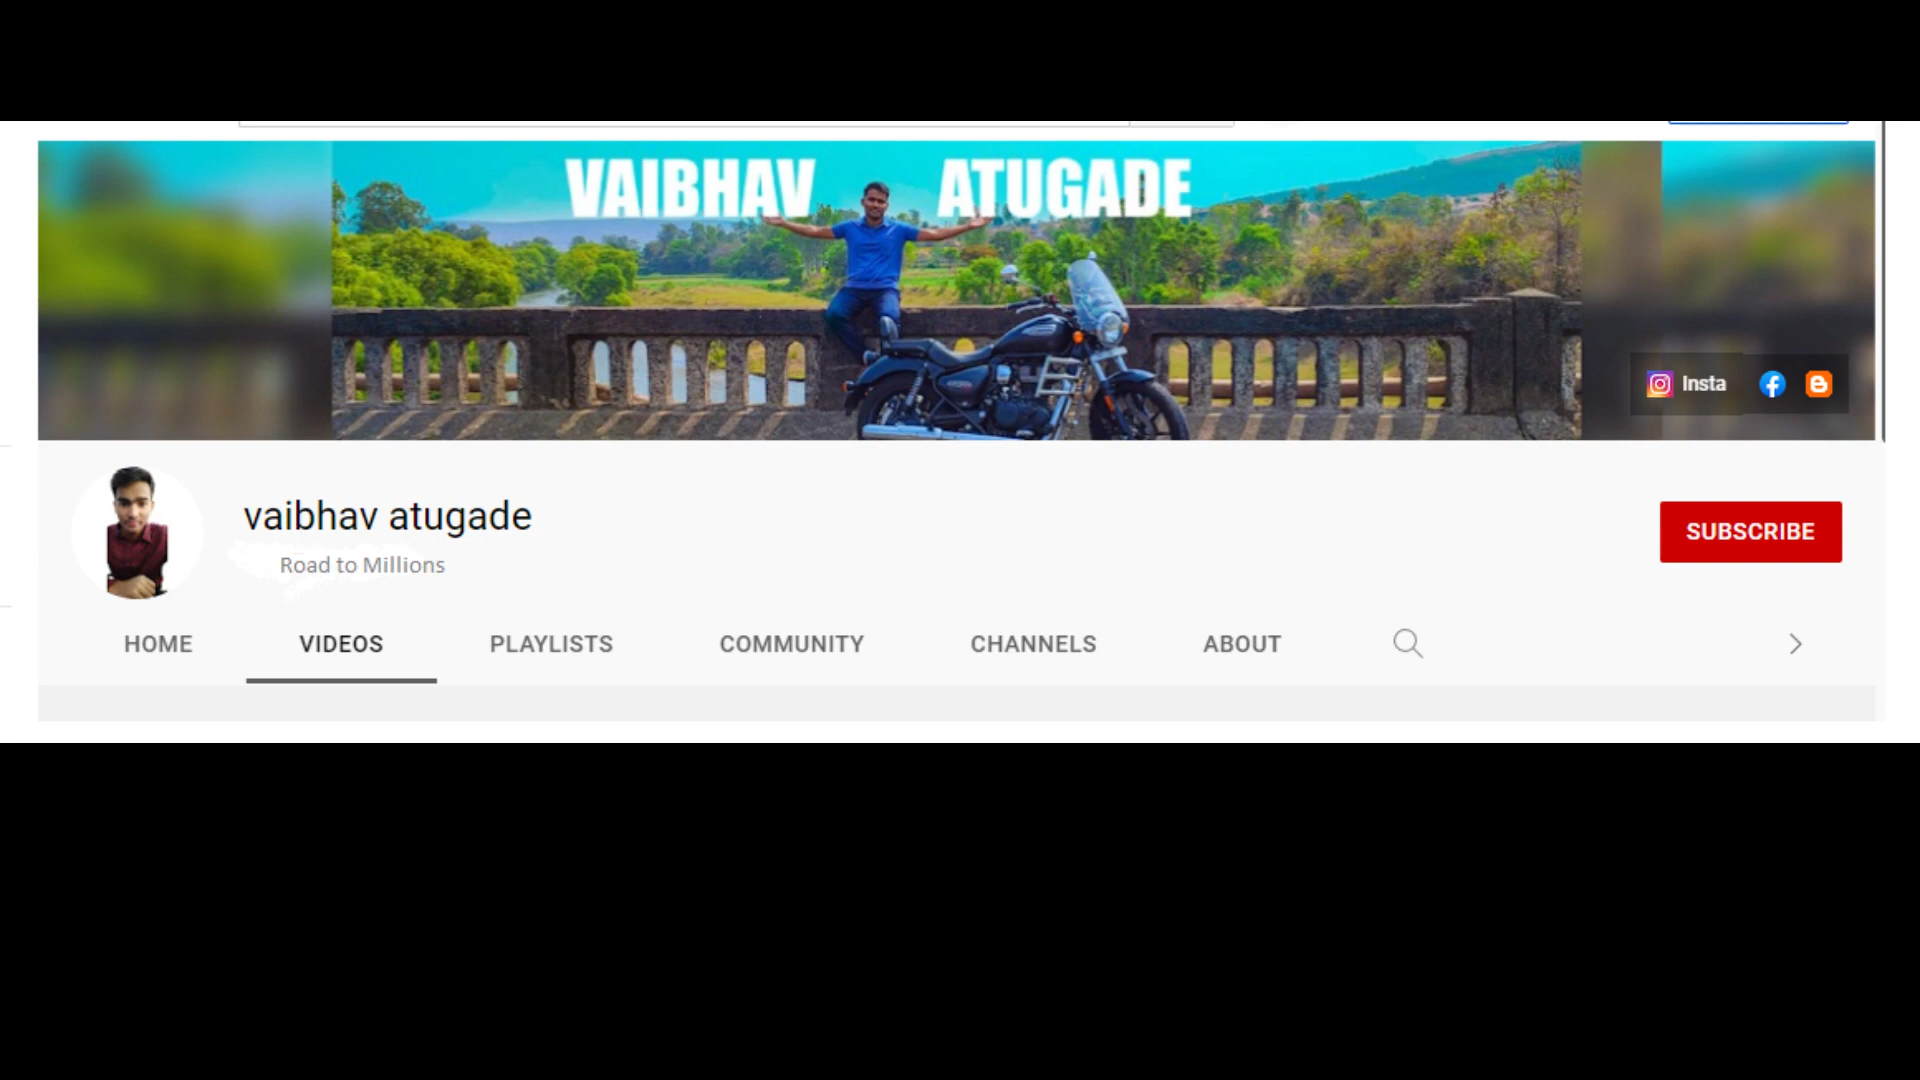 VAIBHAV ATUGADE
Insta
vaibhav atugade
Road to Millions
SUBSCRIBE
HOME VIDEOS PLAYLISTS COMMUNITY CHANNELS ABOUT